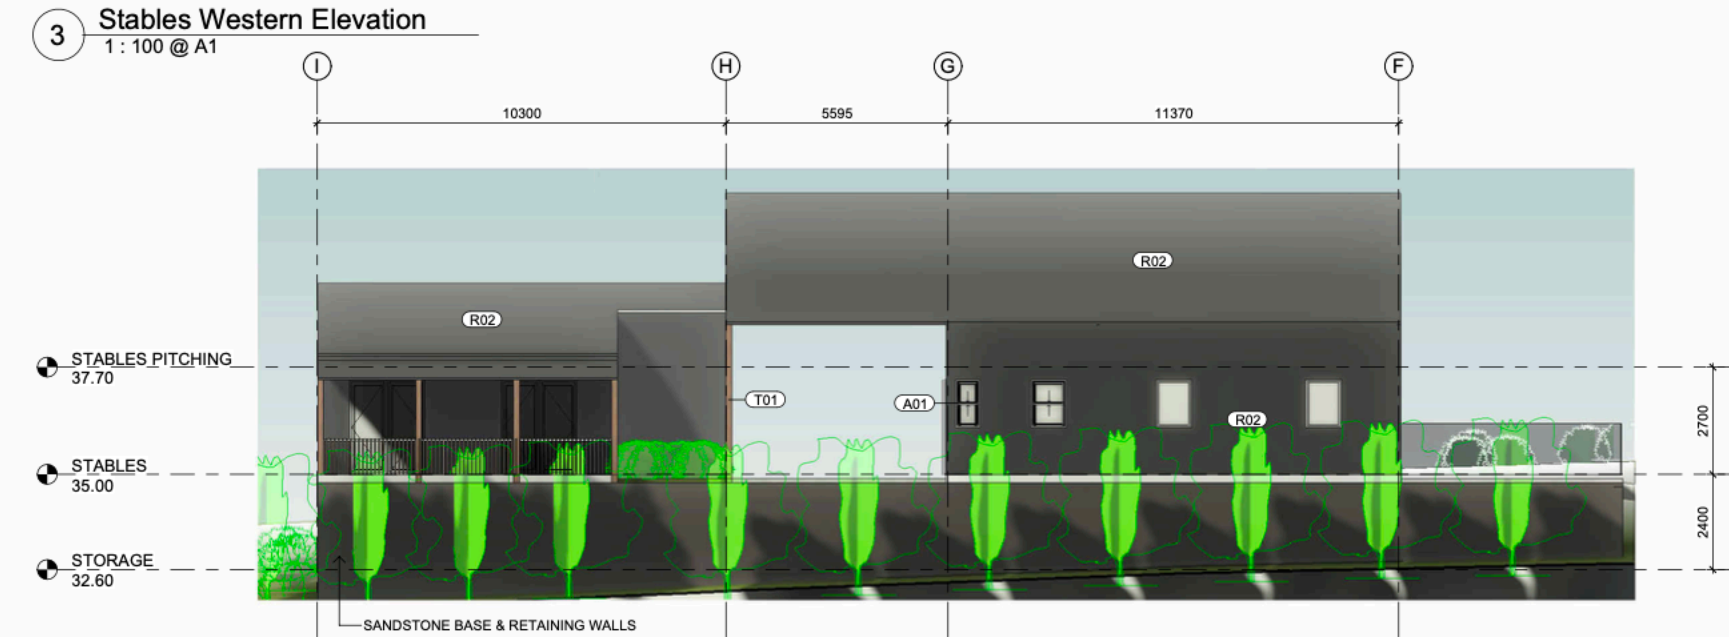 3
Stables Western Elevation
1 : 100 @ A1
I
H
G
F
10300
5595
11370
R02
R02
STABLES PITCHING
37.70
T01
A01
R02
2700
STABLES
35.00
2400
STORAGE
32.60
SANDSTONE BASE & RETAINING WALLS